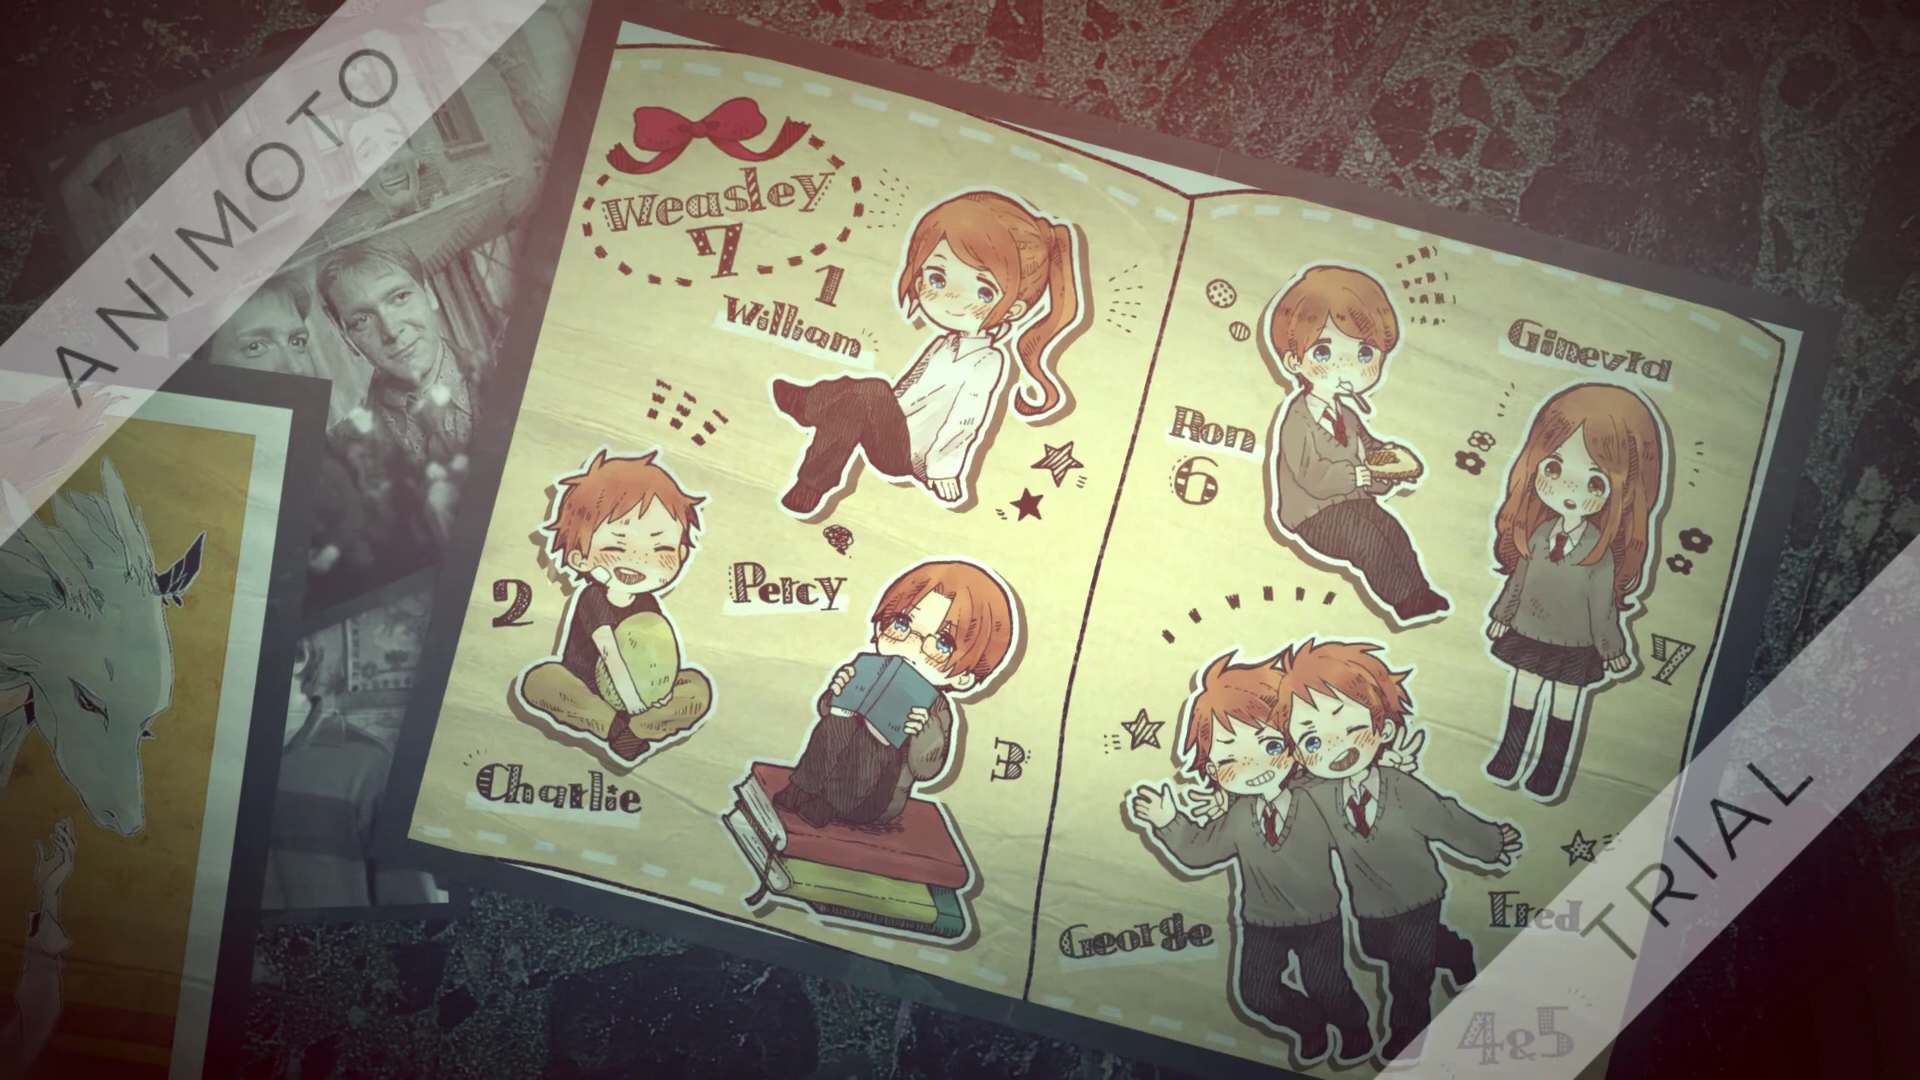 ANIMOTO
Weasley
7
1
William
2
Charlie
Percy
3
Ron
6
Ginevra
7
George
Fred
4&5
TRIAL